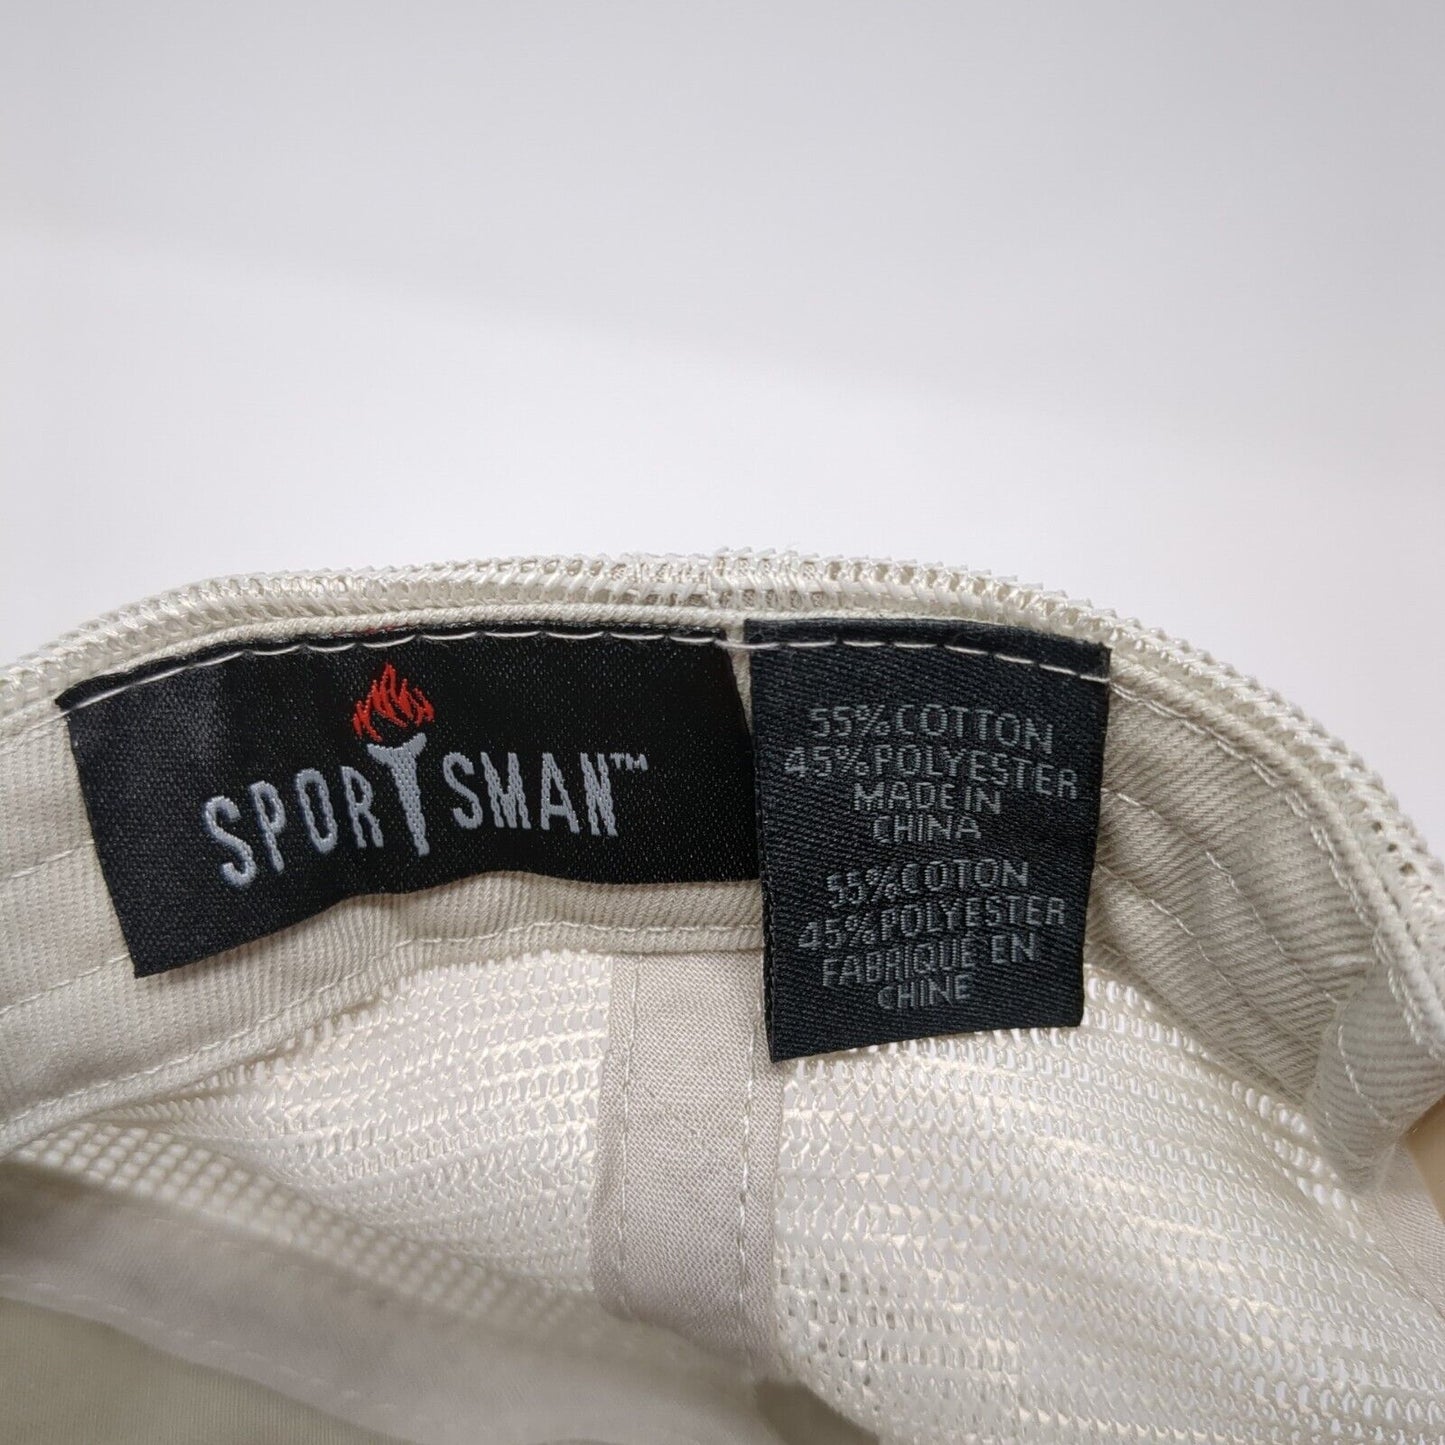 SPORTSMAN™
55% COTTON
45% POLYESTER
MADE IN
CHINA
55% COTON
45% POLYESTER
FABRIQUE EN
CHINE